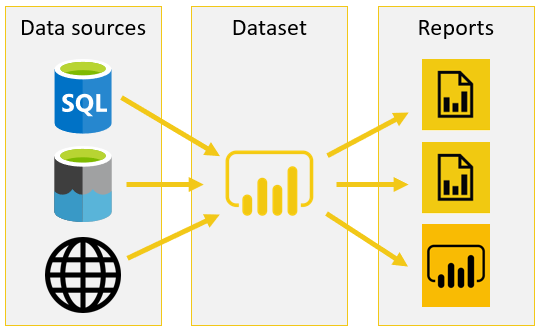 Data sources
Dataset
Reports
SQL